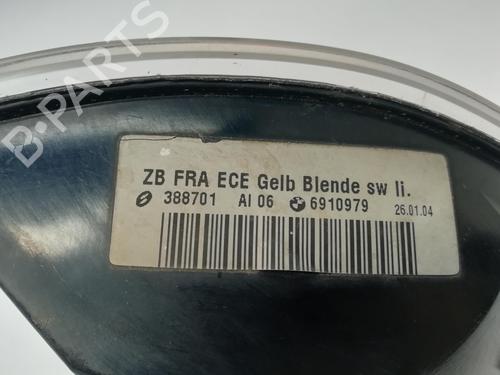 B-PARTS
ZB FRA ECE Gelb Blende sw li.
388701 AI 06 6910979 26.01.04